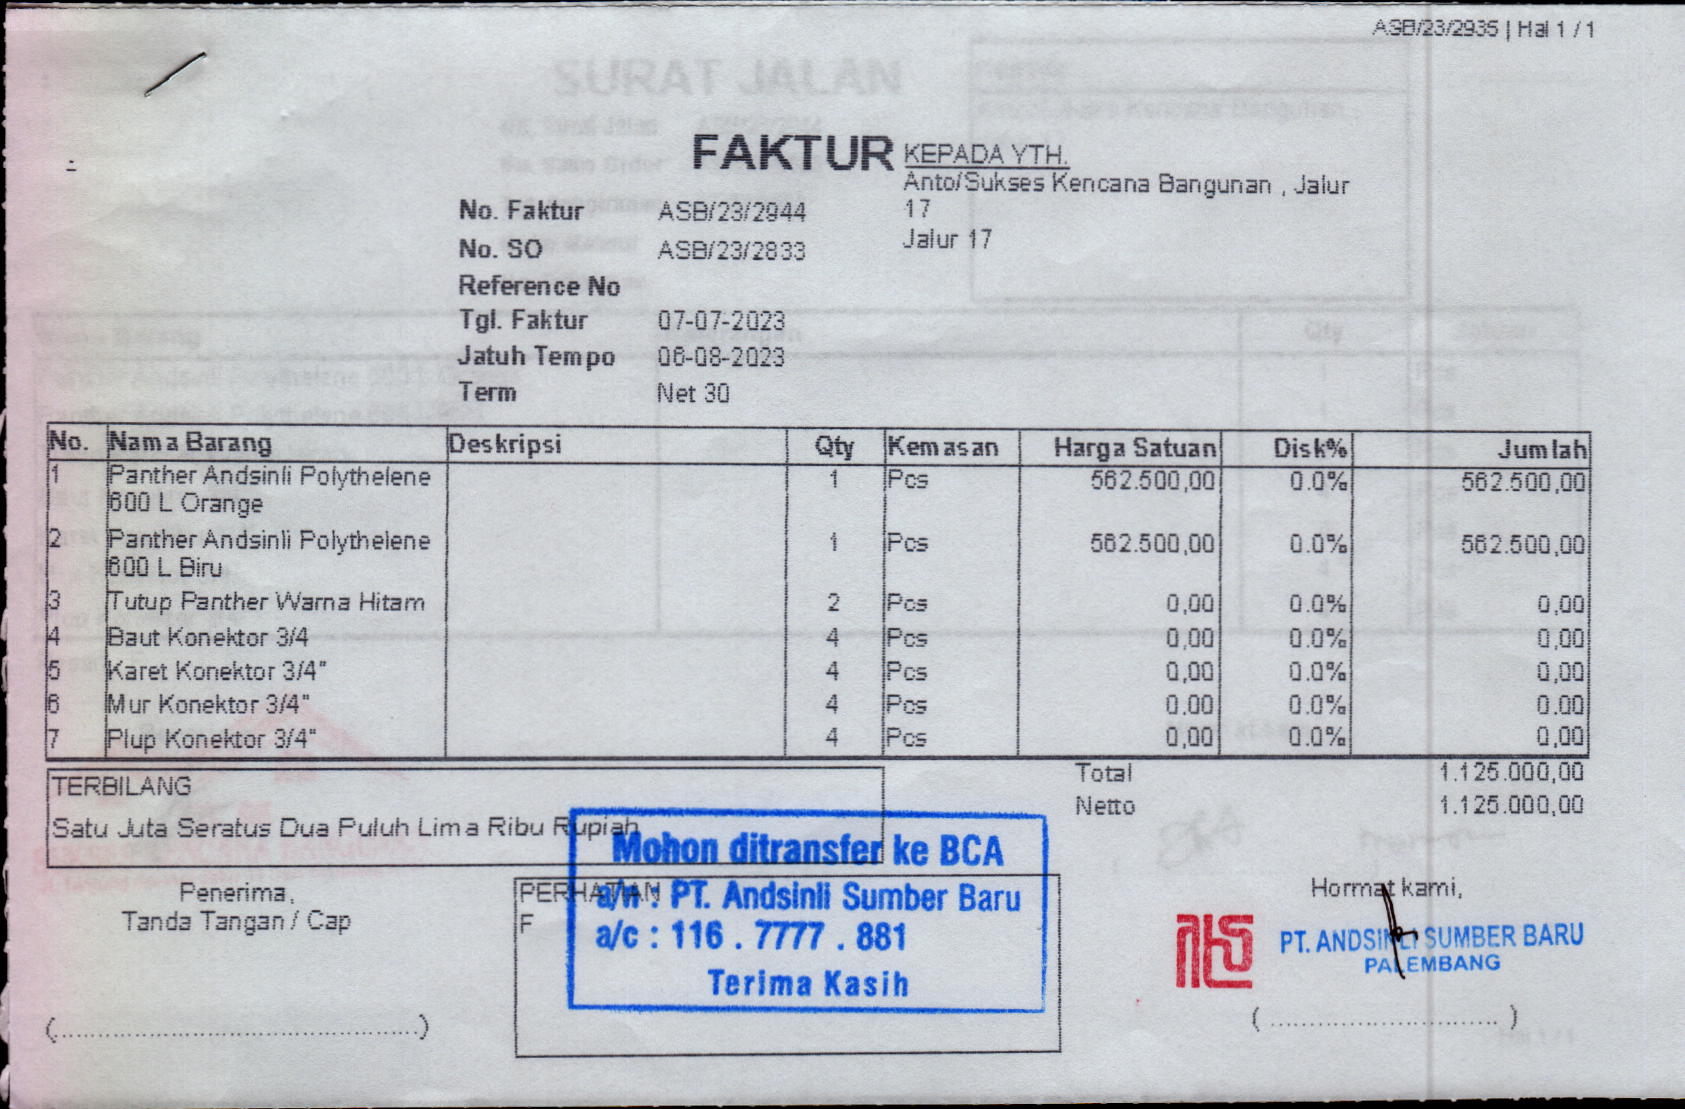 ASB/23/2935 | Hal 1 / 1
SURAT JALAN
FAKTUR
KEPADA YTH.
Anto/Sukses Kencana Bangunan , Jalur
17
Jalur 17
No. Faktur ASB/23/2944
No. SO ASB/23/2833
Reference No
Tgl. Faktur 07-07-2023
Jatuh Tempo 06-08-2023
Term Net 30
No. Nama Barang Deskripsi Qty Kemasan Harga Satuan Disk% Jumlah
1 Panther Andsinli Polythelene 1 Pcs 562.500,00 0.0% 562.500,00
600 L Orange
2 Panther Andsinli Polythelene 1 Pcs 562.500,00 0.0% 562.500,00
600 L Biru
3 Tutup Panther Warna Hitam 2 Pcs 0,00 0.0% 0,00
4 Baut Konektor 3/4 4 Pcs 0,00 0.0% 0,00
5 Karet Konektor 3/4" 4 Pcs 0,00 0.0% 0,00
6 Mur Konektor 3/4" 4 Pcs 0.00 0.0% 0.00
7 Plup Konektor 3/4" 4 Pcs 0,00 0.0% 0,00
Total 1.125.000,00
Netto 1.125.000,00
TERBILANG
Satu Juta Seratus Dua Puluh Lima Ribu Rupiah
Mohon ditransfer ke BCA
a/n : PT. Andsinli Sumber Baru
a/c : 116 . 7777 . 881
Terima Kasih
Penerima,
Tanda Tangan / Cap
(..........................................)
PERHATIAN
F
Hormat kami,
PT. ANDSINLI SUMBER BARU
PALEMBANG
( ............................ )
Hal 1 / 1